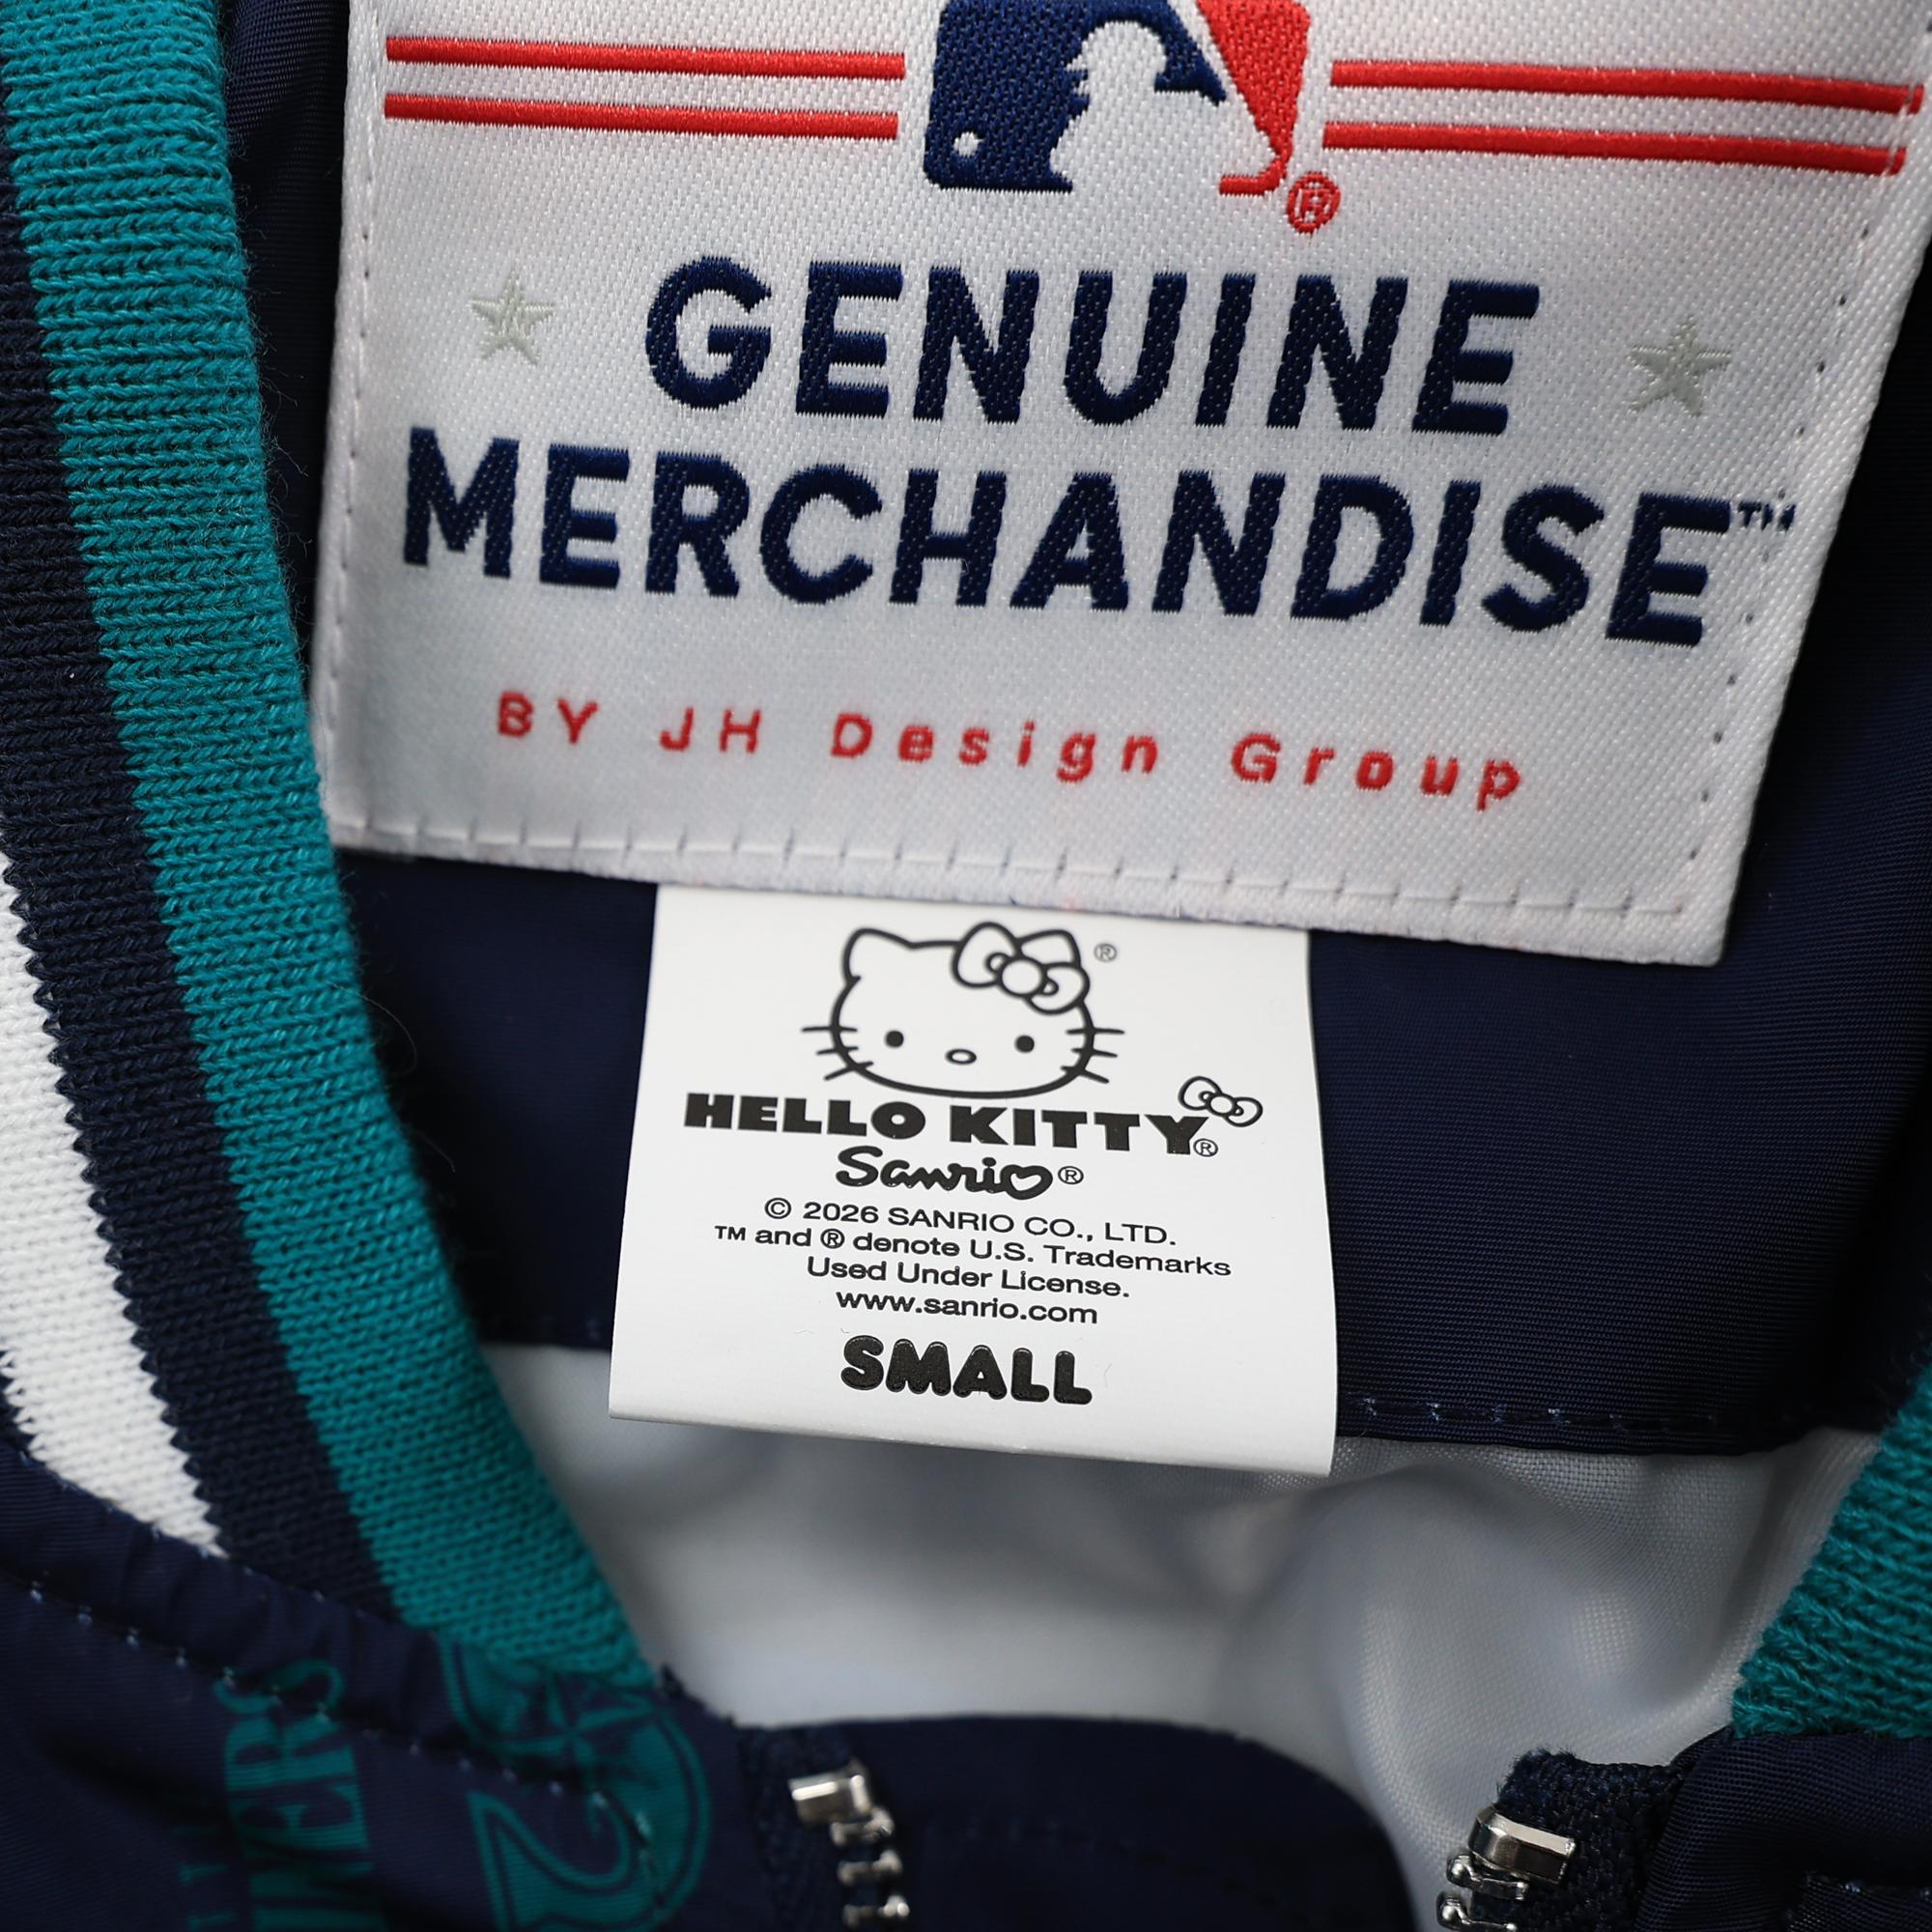 ®
GENUINE
MERCHANDISE™
BY JH Design Group
®
HELLO KITTY®
Sanrio®
© 2026 SANRIO CO., LTD.
™ and ® denote U.S. Trademarks
Used Under License.
www.sanrio.com
SMALL